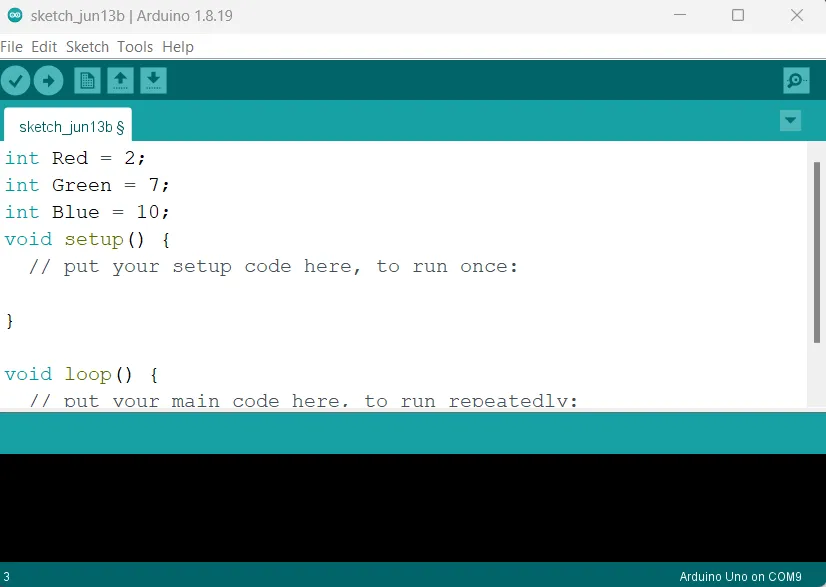 sketch_jun13b | Arduino 1.8.19
File Edit Sketch Tools Help
sketch_jun13b §
int Red = 2;
int Green = 7;
int Blue = 10;
void setup() {
  // put your setup code here, to run once:
}
void loop() {
  // put your main code here, to run repeatedly:
3
Arduino Uno on COM9